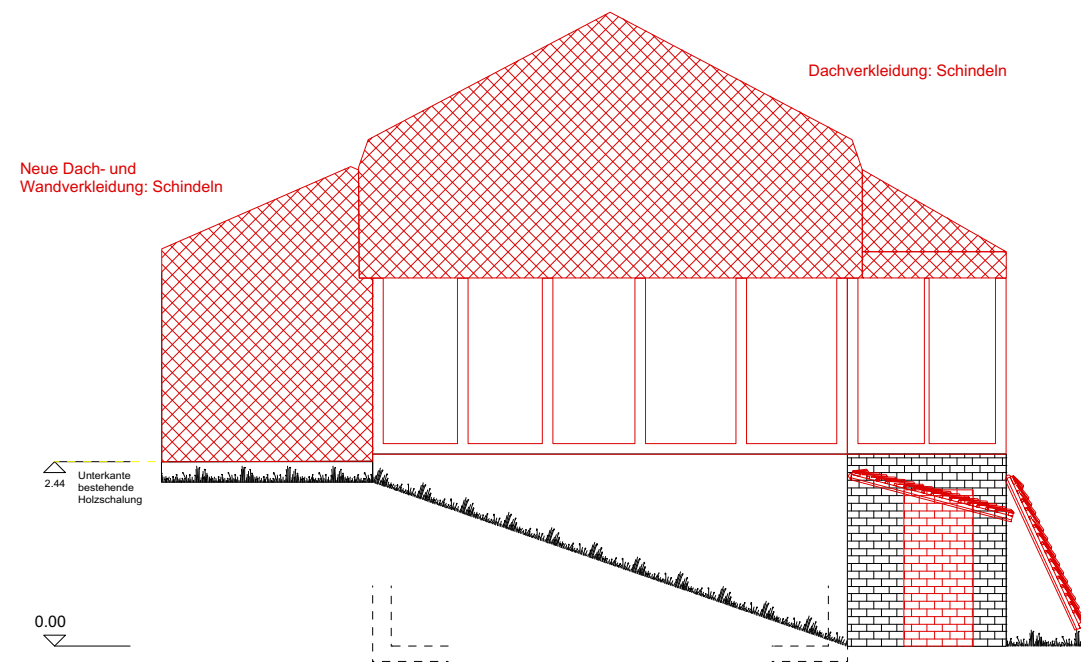 Dachverkleidung: Schindeln
Neue Dach- und
Wandverkleidung: Schindeln
2.44
Unterkante
bestehende
Holzschalung
0.00